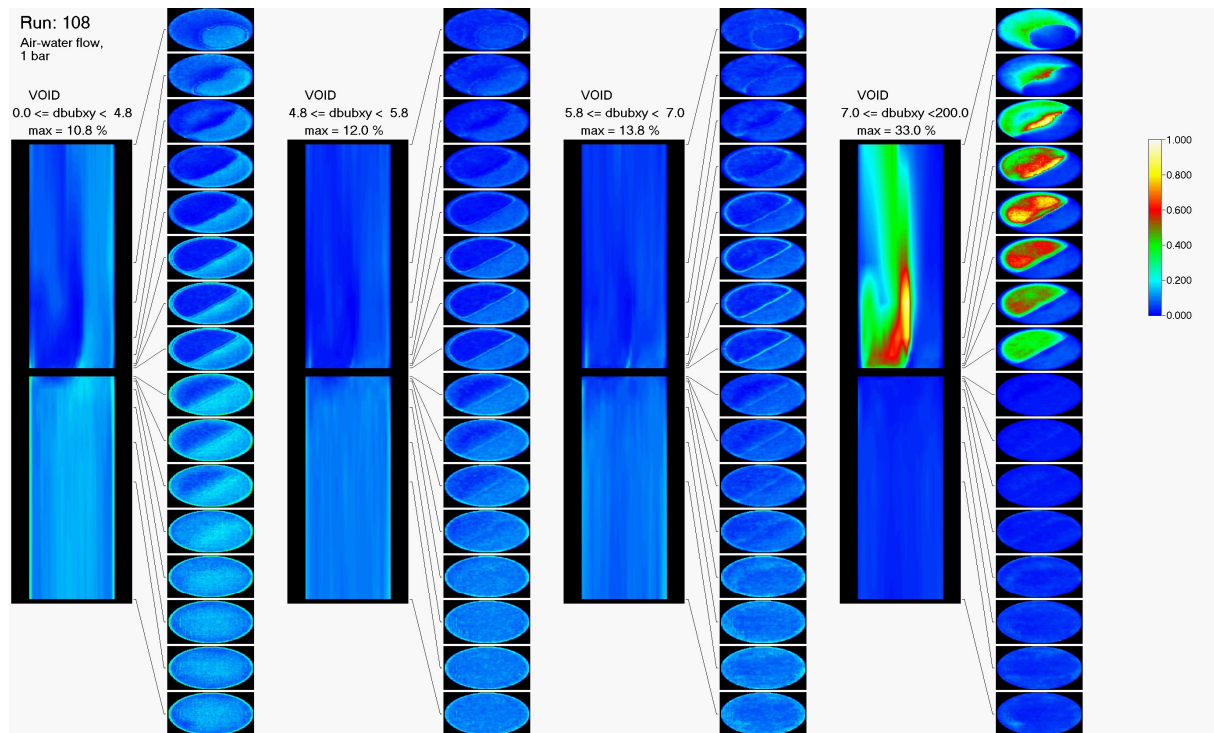 Run: 108
Air-water flow,
1 bar
VOID
0.0 <= dbubxy < 4.8
max = 10.8 %
VOID
4.8 <= dbubxy < 5.8
max = 12.0 %
VOID
5.8 <= dbubxy < 7.0
max = 13.8 %
VOID
7.0 <= dbubxy <200.0
max = 33.0 %
1.000
0.800
0.600
0.400
0.200
0.000